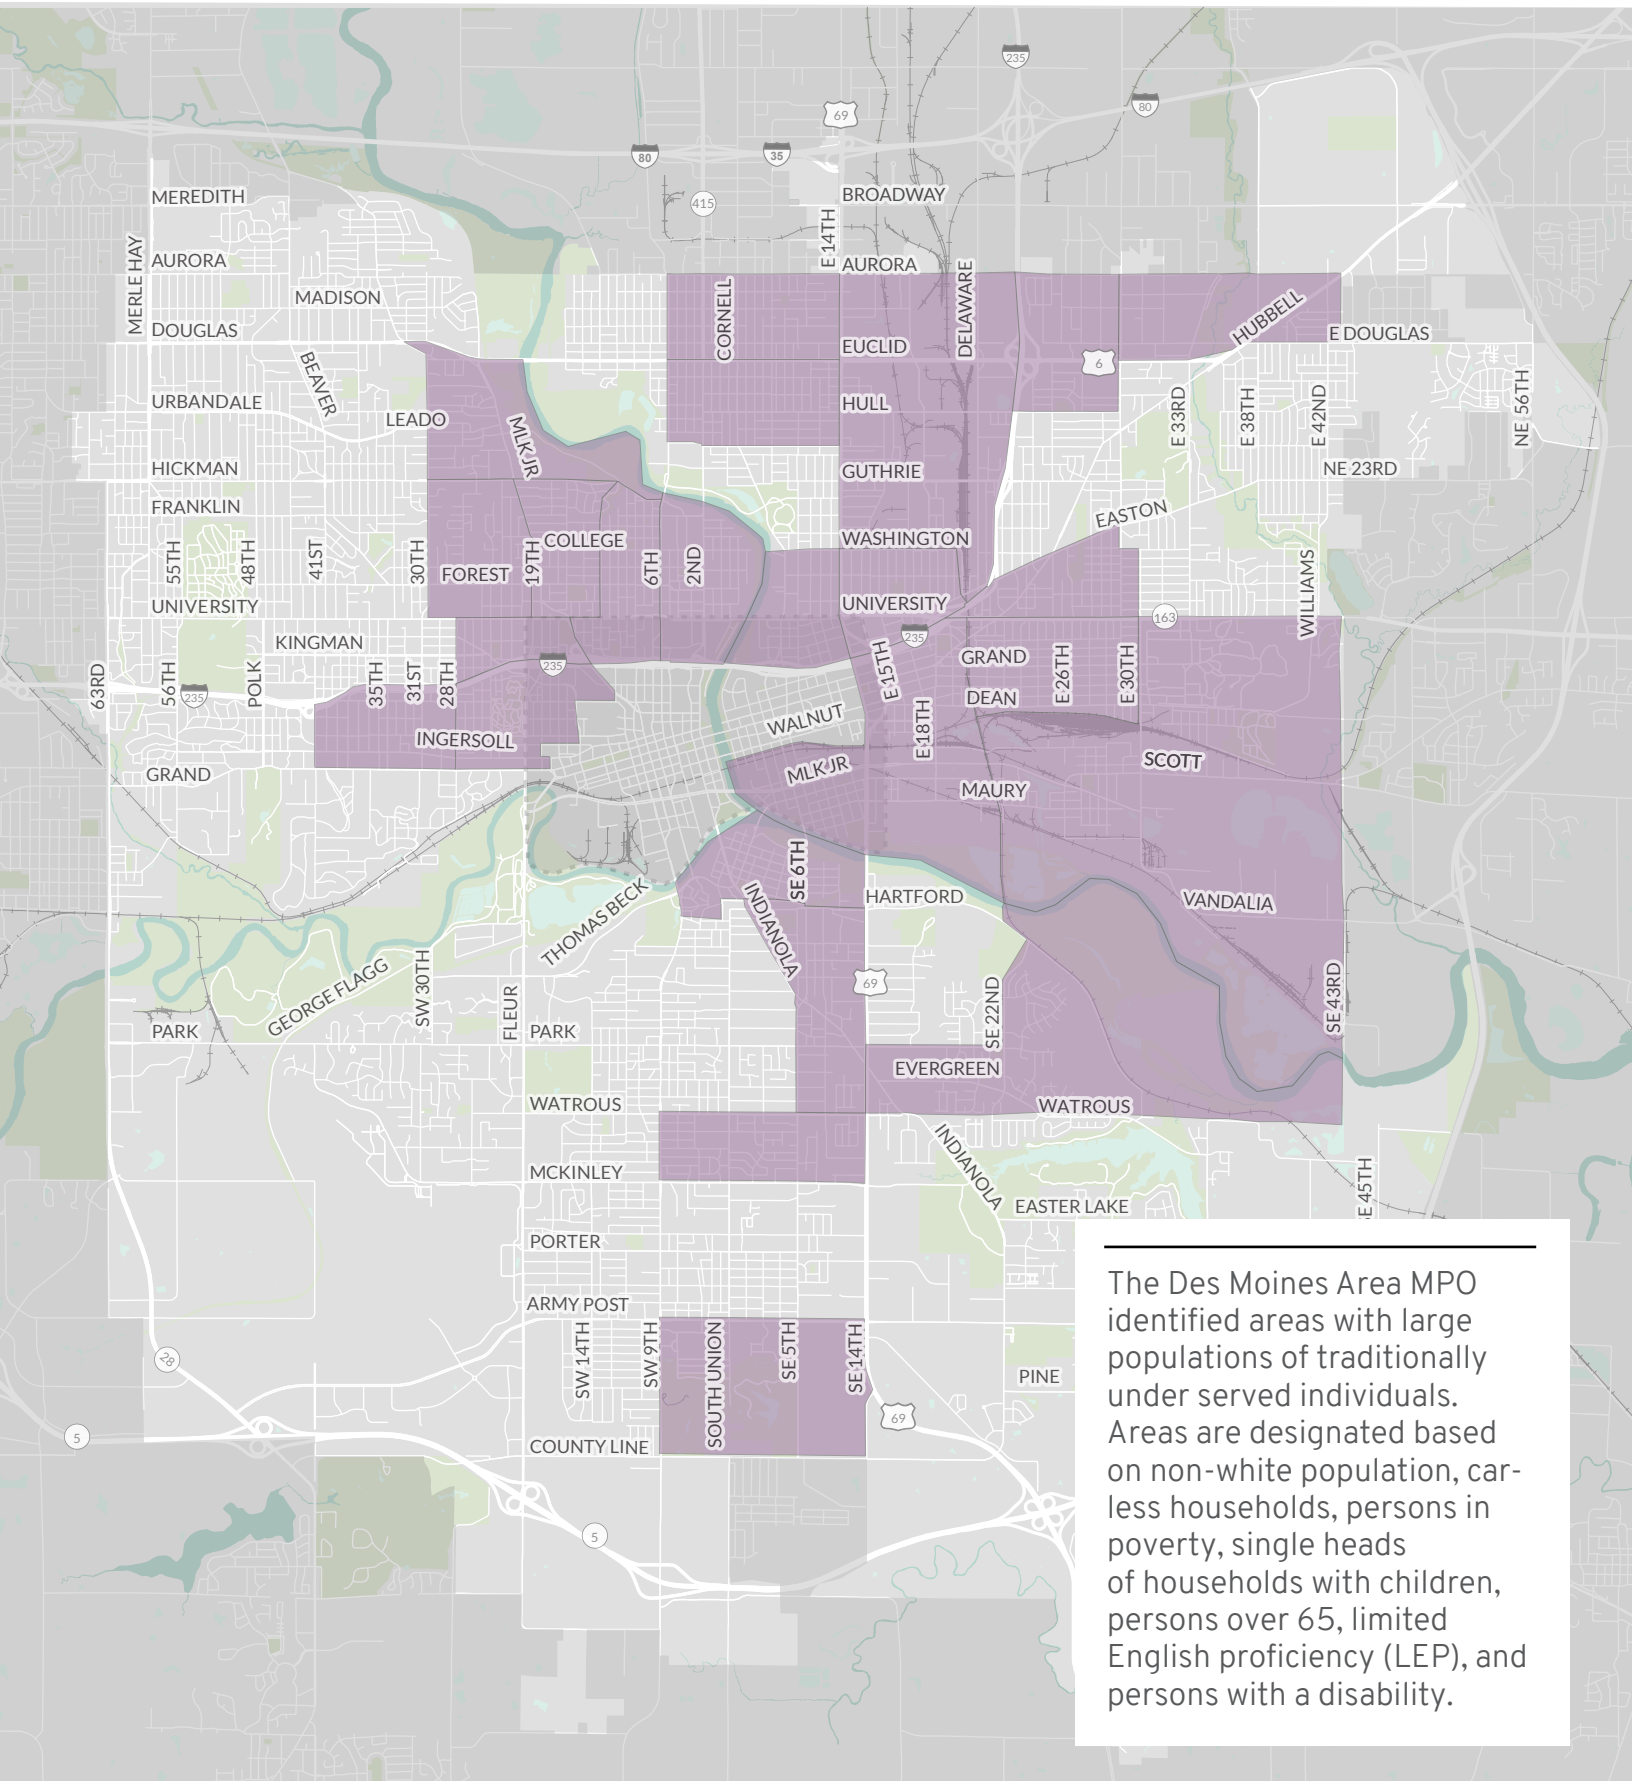 235
80
69
80
35
MEREDITH
415
BROADWAY
E 14TH
MERLE HAY
AURORA
AURORA
MADISON
CORNELL
DELAWARE
DOUGLAS
HUBBELL
E DOUGLAS
EUCLID
6
BEAVER
URBANDALE
HULL
LEADO
MLK JR
E 33RD
E 38TH
E 42ND
NE 56TH
HICKMAN
GUTHRIE
NE 23RD
FRANKLIN
EASTON
COLLEGE
WASHINGTON
55TH
48TH
41ST
30TH
FOREST
19TH
6TH
2ND
WILLIAMS
UNIVERSITY
UNIVERSITY
163
KINGMAN
235
235
E 15TH
GRAND
E 26TH
E 30TH
63RD
56TH
235
POLK
35TH
31ST
28TH
DEAN
WALNUT
E 18TH
INGERSOLL
SCOTT
GRAND
MLK JR
MAURY
SE 6TH
THOMAS BECK
INDIANOLA
HARTFORD
VANDALIA
GEORGE FLAGG
SW 30TH
69
FLEUR
SE 22ND
SE 43RD
PARK
PARK
EVERGREEN
WATROUS
WATROUS
INDIANOLA
MCKINLEY
SE 45TH
EASTER LAKE
PORTER
ARMY POST
SW 14TH
SW 9TH
SOUTH UNION
SE 5TH
SE 14TH
28
PINE
69
5
COUNTY LINE
5
The Des Moines Area MPO
identified areas with large
populations of traditionally
under served individuals.
Areas are designated based
on non-white population, car-
less households, persons in
poverty, single heads
of households with children,
persons over 65, limited
English proficiency (LEP), and
persons with a disability.